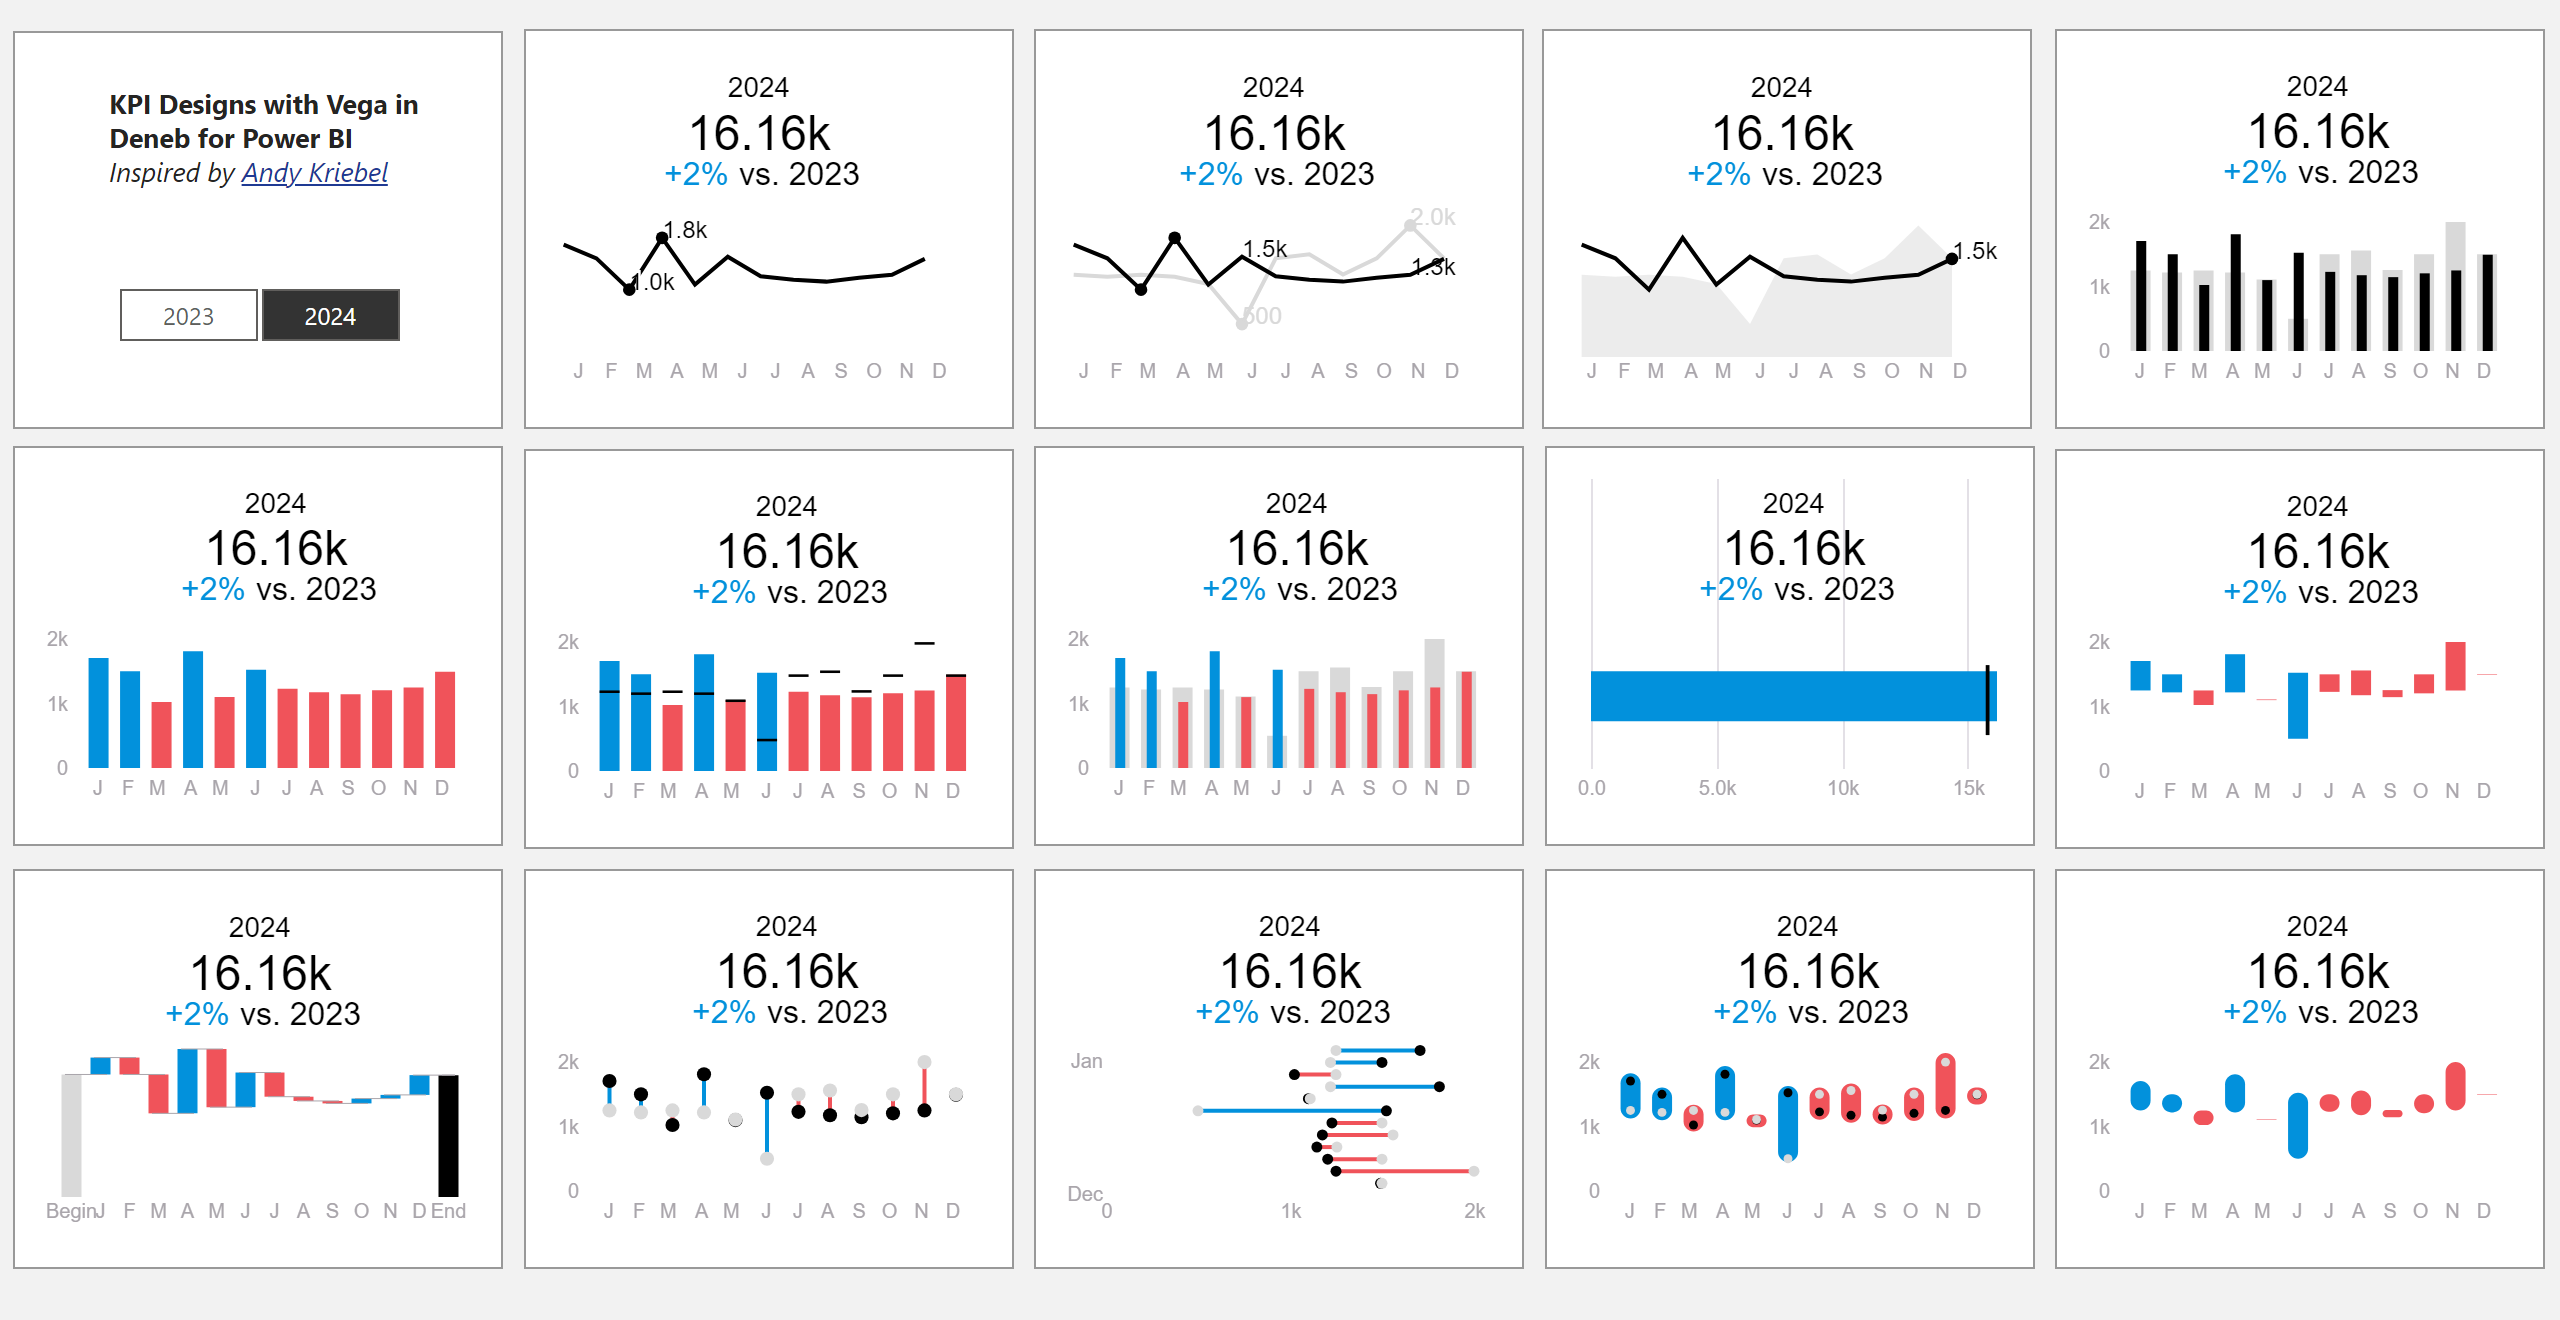 KPI Designs with Vega in
Deneb for Power BI
Inspired by Andy Kriebel
2023 2024
2024
16.16k
+2% vs. 2023
1.8k
1.0k
J F M A M J J A S O N D
2024
16.16k
+2% vs. 2023
2.0k
1.5k
1.3k
500
J F M A M J J A S O N D
2024
16.16k
+2% vs. 2023
1.5k
J F M A M J J A S O N D
2024
16.16k
+2% vs. 2023
2k
1k
0
J F M A M J J A S O N D
2024
16.16k
+2% vs. 2023
2k
1k
0
J F M A M J J A S O N D
2024
16.16k
+2% vs. 2023
2k
1k
0
J F M A M J J A S O N D
2024
16.16k
+2% vs. 2023
2k
1k
0
J F M A M J J A S O N D
2024
16.16k
+2% vs. 2023
0.0 5.0k 10k 15k
2024
16.16k
+2% vs. 2023
2k
1k
0
J F M A M J J A S O N D
2024
16.16k
+2% vs. 2023
Begin J F M A M J J A S O N D End
2024
16.16k
+2% vs. 2023
2k
1k
0
J F M A M J J A S O N D
2024
16.16k
+2% vs. 2023
Jan
Dec
0 1k 2k
2024
16.16k
+2% vs. 2023
2k
1k
0
J F M A M J J A S O N D
2024
16.16k
+2% vs. 2023
2k
1k
0
J F M A M J J A S O N D